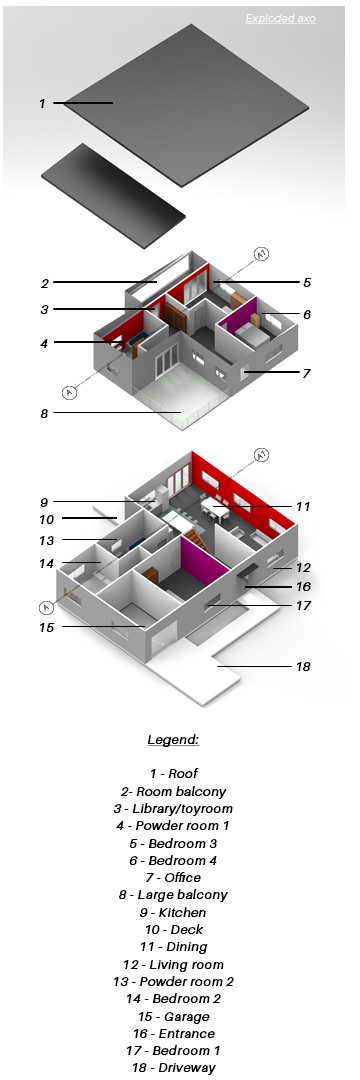 Exploded axo
1
A1
2
5
3
6
4
7
A
8
A1
9
11
10
13
14
12
A
16
17
15
18
Legend:
1 - Roof
2- Room balcony
3 - Library/toyroom
4 - Powder room 1
5 - Bedroom 3
6 - Bedroom 4
7 - Office
8 - Large balcony
9 - Kitchen
10 - Deck
11 - Dining
12 - Living room
13 - Powder room 2
14 - Bedroom 2
15 - Garage
16 - Entrance
17 - Bedroom 1
18 - Driveway